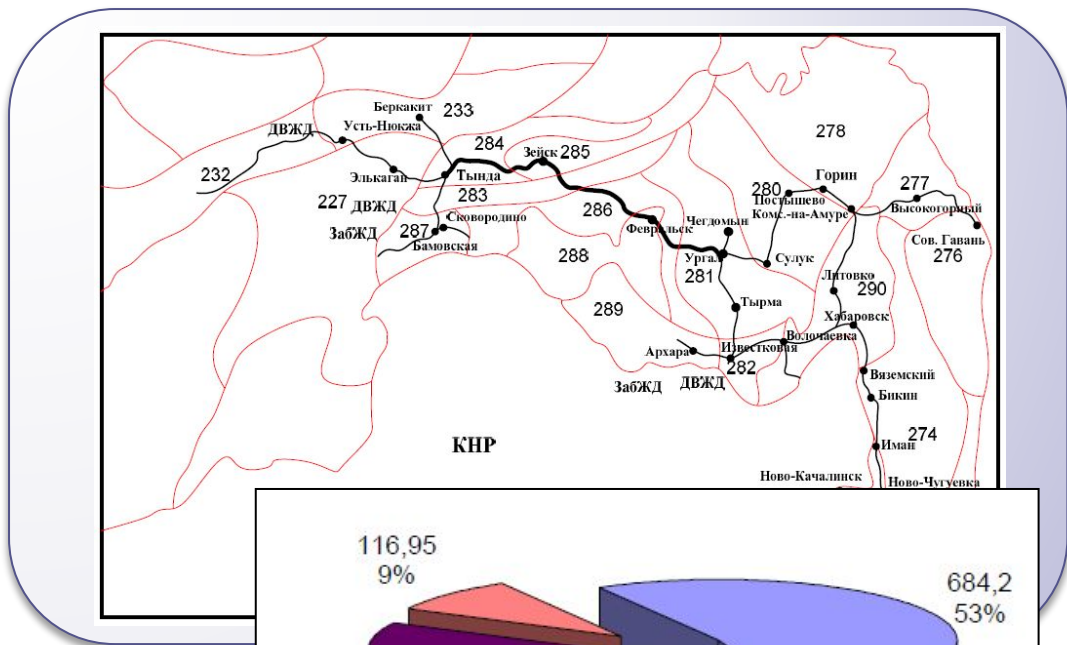 Беркакит
233
ДВЖД
Усть-Нюкжа
284
Зейск
285
278
232
Элькаган
Тында
283
Горин
277
280
Постышево
Комс.-на-Амуре
Высокогорный
227
ДВЖД
Сковородино
286
Чегдомын
ЗабЖД
287
Бамовская
Февральск
Сов. Гавань
276
288
Ургал
281
Сулук
Литовко
290
289
Тырма
Хабаровск
Волочаевка
Архара
Известковая
282
ЗабЖД
ДВЖД
Вяземский
Бикин
274
КНР
Иман
Ново-Качалинск
Ново-Чугуевка
116,95
9%
684,2
53%